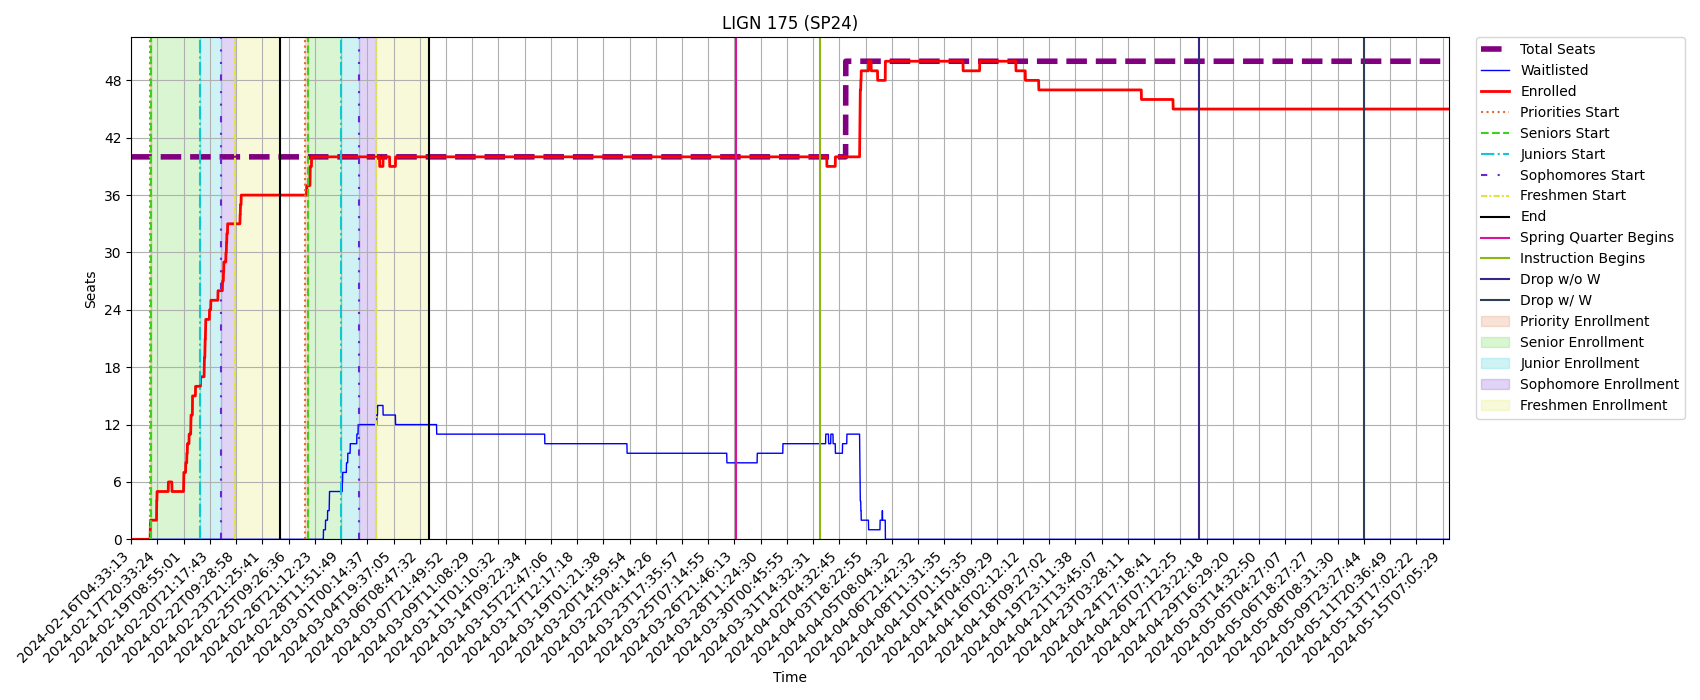 LIGN 175 (SP24)
Seats
48
42
36
30
24
18
12
6
0
2024-02-16T04:33:13
2024-02-17T20:33:24
2024-02-19T08:55:01
2024-02-20T21:17:43
2024-02-22T09:28:58
2024-02-23T21:25:41
2024-02-25T09:26:36
2024-02-26T21:12:23
2024-02-28T11:51:49
2024-03-01T00:14:37
2024-03-04T19:37:05
2024-03-06T08:47:32
2024-03-07T21:49:52
2024-03-09T11:08:29
2024-03-11T01:10:32
2024-03-14T09:22:34
2024-03-15T22:47:06
2024-03-17T12:17:18
2024-03-19T01:21:38
2024-03-20T14:59:54
2024-03-22T04:14:26
2024-03-23T17:35:57
2024-03-25T07:14:55
2024-03-26T21:46:13
2024-03-28T11:24:30
2024-03-30T00:45:55
2024-03-31T14:32:31
2024-04-02T04:32:45
2024-04-03T18:22:55
2024-04-05T08:04:32
2024-04-06T21:42:32
2024-04-08T11:31:35
2024-04-10T01:15:35
2024-04-14T04:09:29
2024-04-16T02:12:12
2024-04-18T09:27:02
2024-04-19T23:11:38
2024-04-21T13:45:07
2024-04-23T03:28:11
2024-04-24T17:18:41
2024-04-26T07:12:25
2024-04-27T23:22:18
2024-04-29T16:29:20
2024-05-03T14:32:50
2024-05-05T04:27:07
2024-05-06T18:27:27
2024-05-08T08:31:30
2024-05-09T23:27:44
2024-05-11T20:36:49
2024-05-13T17:02:22
2024-05-15T07:05:29
Time
Total Seats
Waitlisted
Enrolled
Priorities Start
Seniors Start
Juniors Start
Sophomores Start
Freshmen Start
End
Spring Quarter Begins
Instruction Begins
Drop w/o W
Drop w/ W
Priority Enrollment
Senior Enrollment
Junior Enrollment
Sophomore Enrollment
Freshmen Enrollment